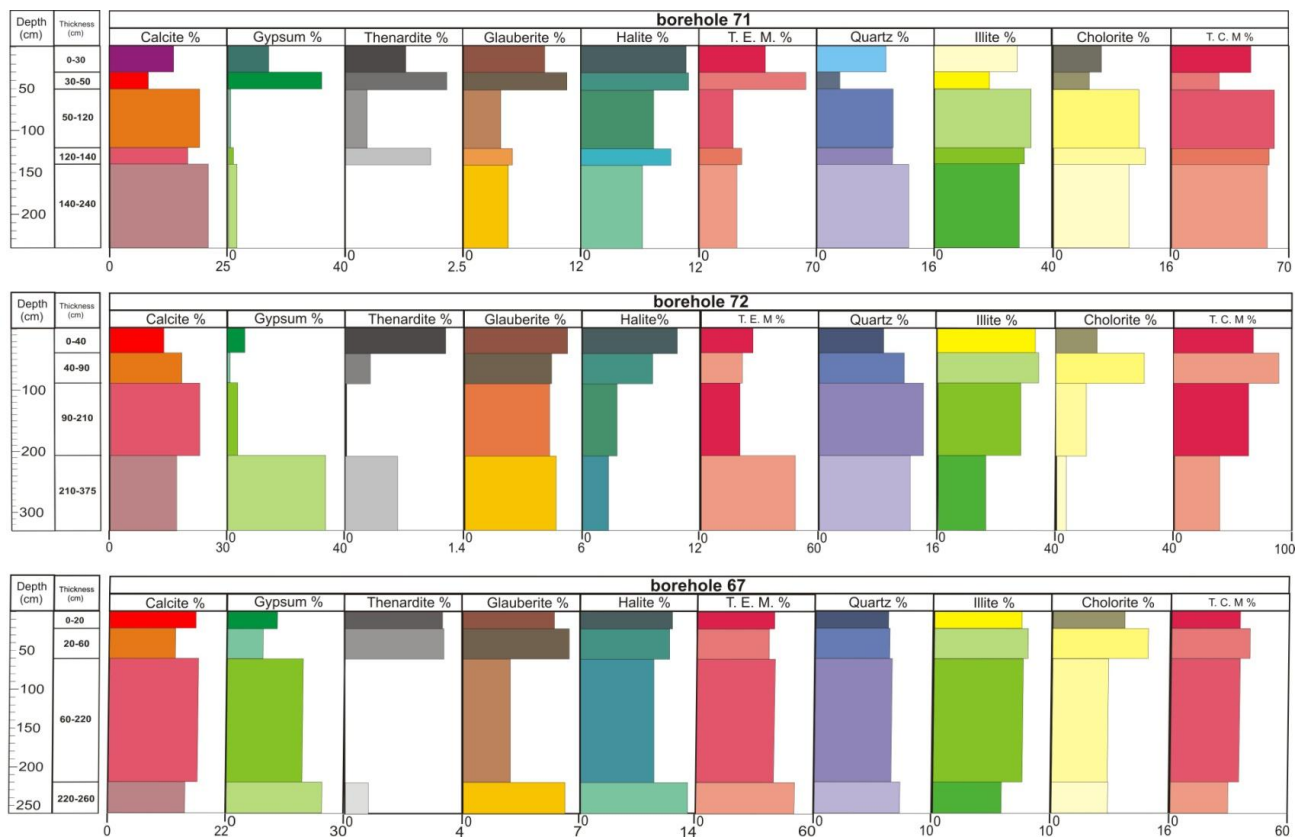 borehole 71
Depth (cm) Thickness (cm) Calcite % Gypsum % Thenardite % Glauberite % Halite % T. E. M. % Quartz % Illite % Cholorite % T. C. M %
0-30
30-50
50
50-120
100
120-140
150
140-240
200
0 25 0 40 0 2.5 0 12 0 12 0 70 0 16 0 40 0 16 0 70
borehole 72
Depth (cm) Thickness (cm) Calcite % Gypsum % Thenardite % Glauberite % Halite% T. E. M % Quartz % Illite % Cholorite % T. C. M %
0-40
40-90
100
90-210
200
210-375
300
0 30 0 40 0 1.4 0 6 0 12 0 60 0 16 0 40 0 40 0 100
borehole 67
Depth (cm) Thickness (cm) Calcite % Gypsum % Thenardite % Glauberite % Halite % T. E. M. % Quartz % Illite % Cholorite % T. C. M %
0-20
20-60
50
100
60-220
150
200
220-260
250
0 22 0 30 0 4 0 7 0 14 0 60 0 10 0 10 0 16 0 60